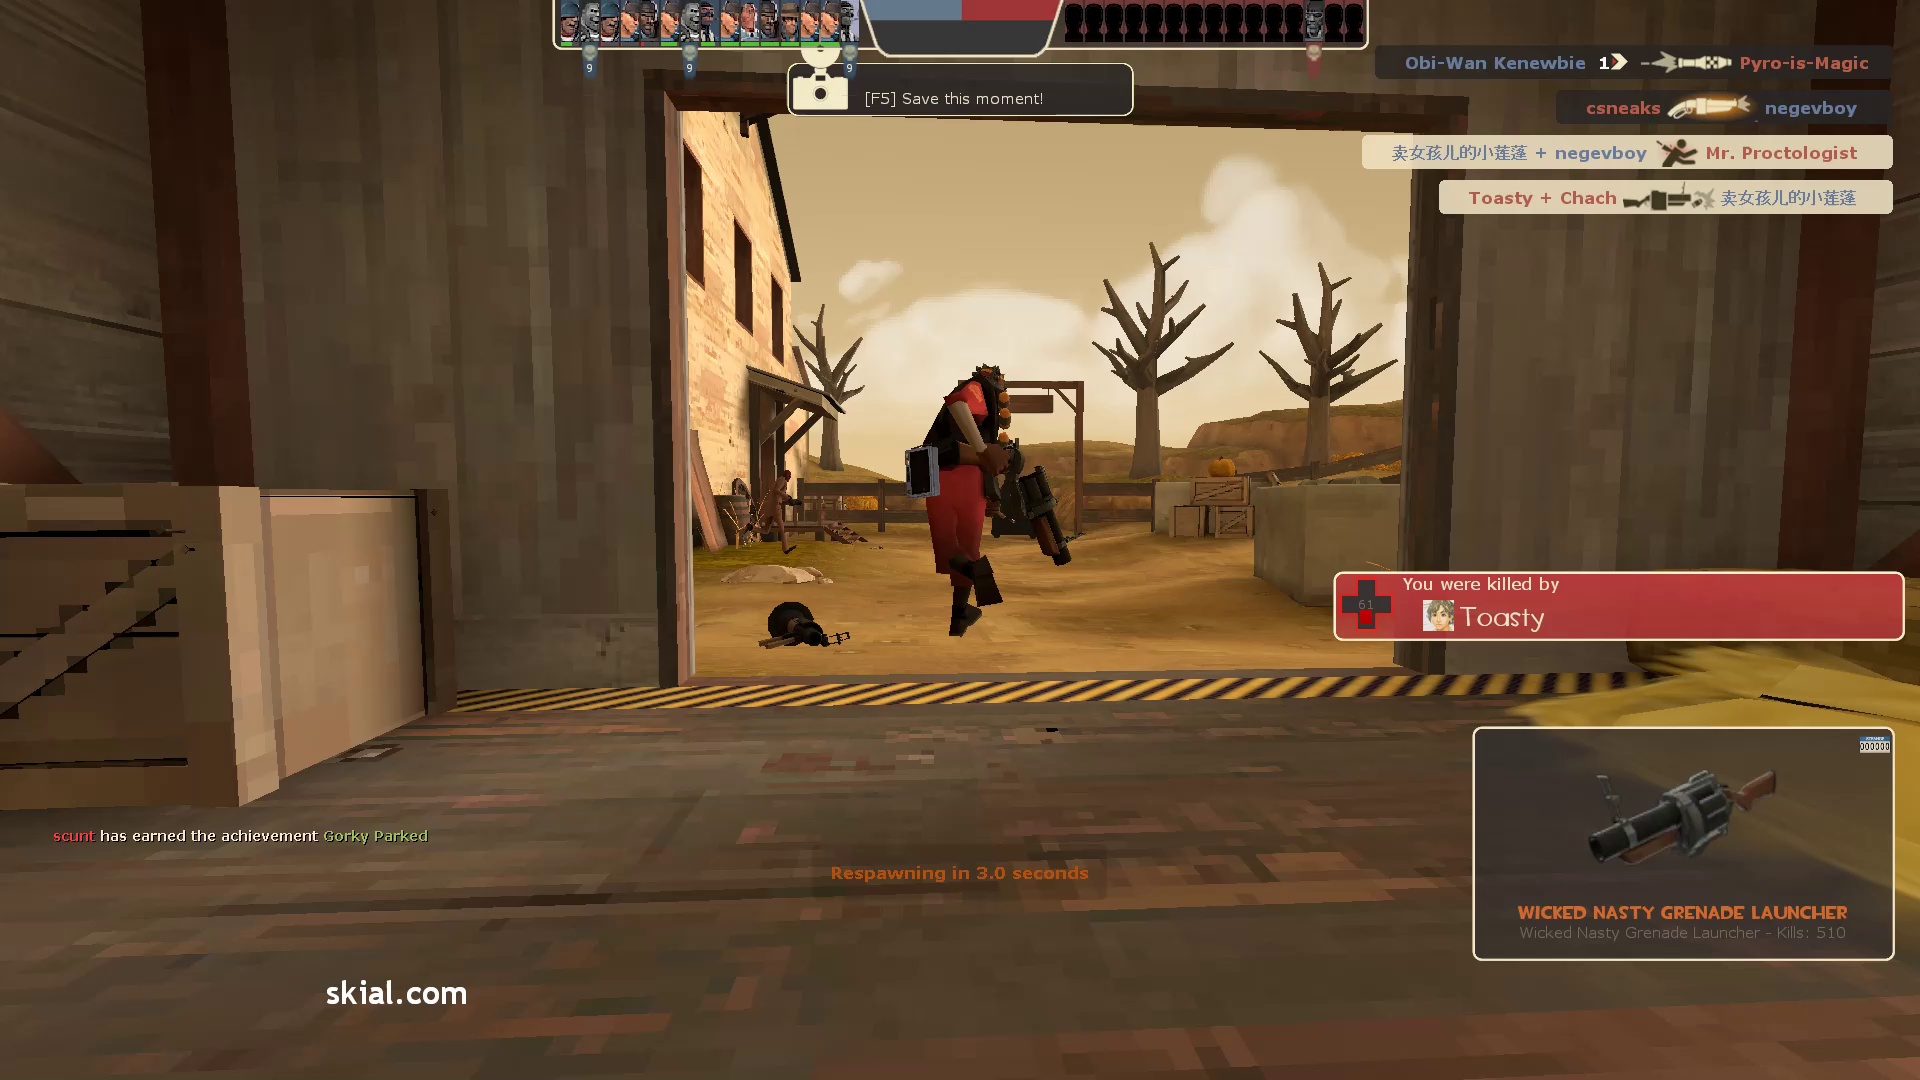 9
9
9
[F5] Save this moment!
Obi-Wan Kenewbie 1 Pyro-is-Magic
csneaks negevboy
卖女孩儿的小莲蓬 + negevboy Mr. Proctologist
Toasty + Chach 卖女孩儿的小莲蓬
You were killed by
61
Toasty
STRANGE
000000
scunt has earned the achievement Gorky Parked
Respawning in 3.0 seconds
WICKED NASTY GRENADE LAUNCHER
Wicked Nasty Grenade Launcher - Kills: 510
skial.com